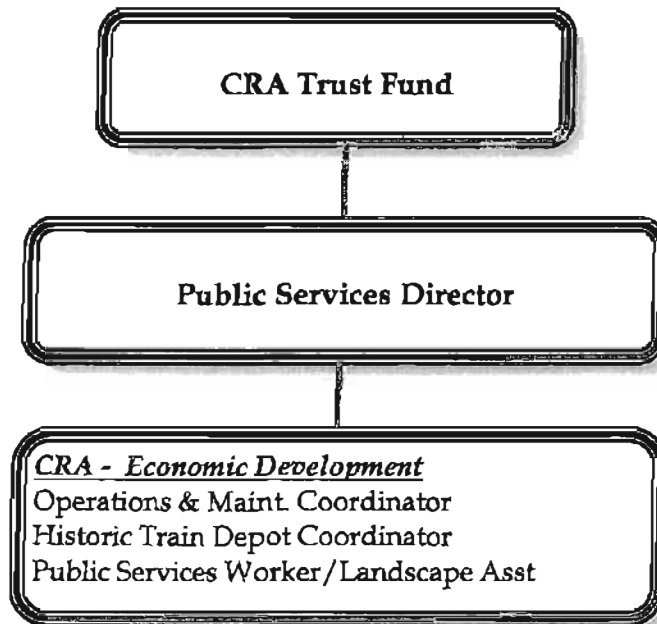 CRA Trust Fund
Public Services Director
CRA - Economic Development
Operations & Maint. Coordinator
Historic Train Depot Coordinator
Public Services Worker/Landscape Asst